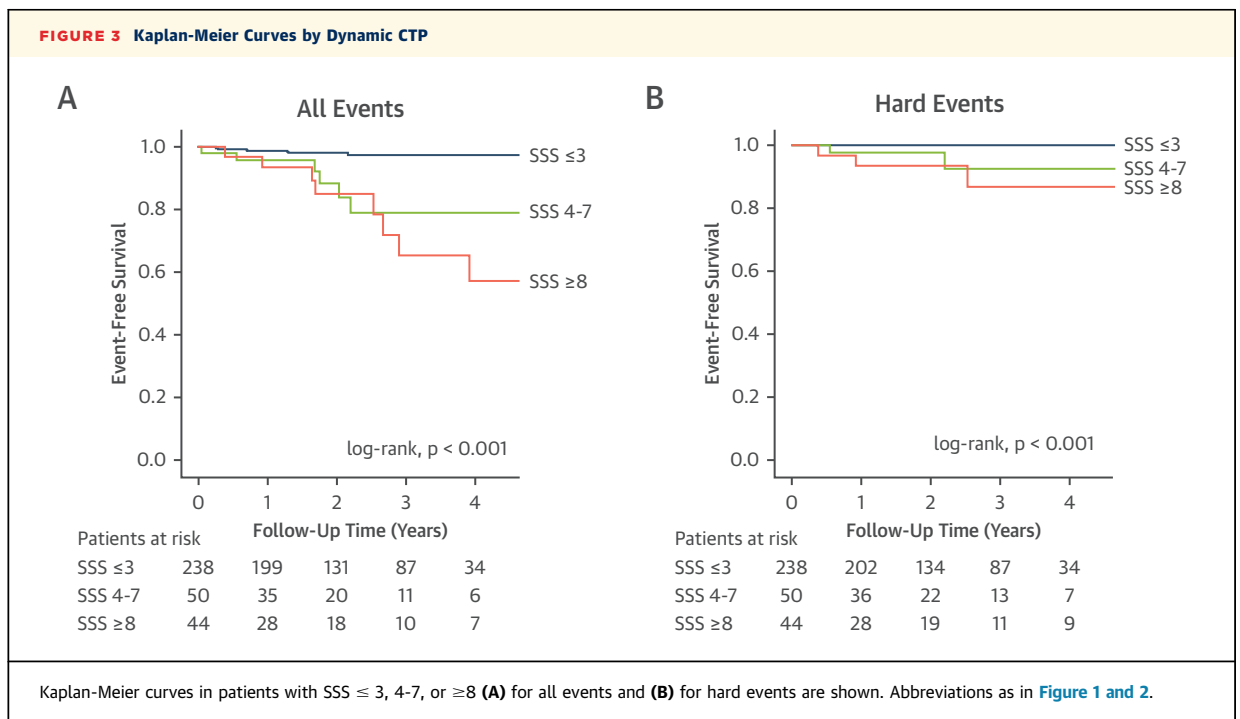 FIGURE 3 Kaplan-Meier Curves by Dynamic CTP
A
All Events
1.0
0.8
0.6
0.4
0.2
0.0
Event-Free Survival
SSS ≤3
SSS 4-7
SSS ≥8
log-rank, p < 0.001
0 1 2 3 4
Follow-Up Time (Years)
Patients at risk
SSS ≤3 238 199 131 87 34
SSS 4-7 50 35 20 11 6
SSS ≥8 44 28 18 10 7
B
Hard Events
1.0
0.8
0.6
0.4
0.2
0.0
Event-Free Survival
SSS ≤3
SSS 4-7
SSS ≥8
log-rank, p < 0.001
0 1 2 3 4
Follow-Up Time (Years)
Patients at risk
SSS ≤3 238 202 134 87 34
SSS 4-7 50 36 22 13 7
SSS ≥8 44 28 19 11 9
Kaplan-Meier curves in patients with SSS ≤ 3, 4-7, or ≥8 (A) for all events and (B) for hard events are shown. Abbreviations as in Figure 1 and 2.